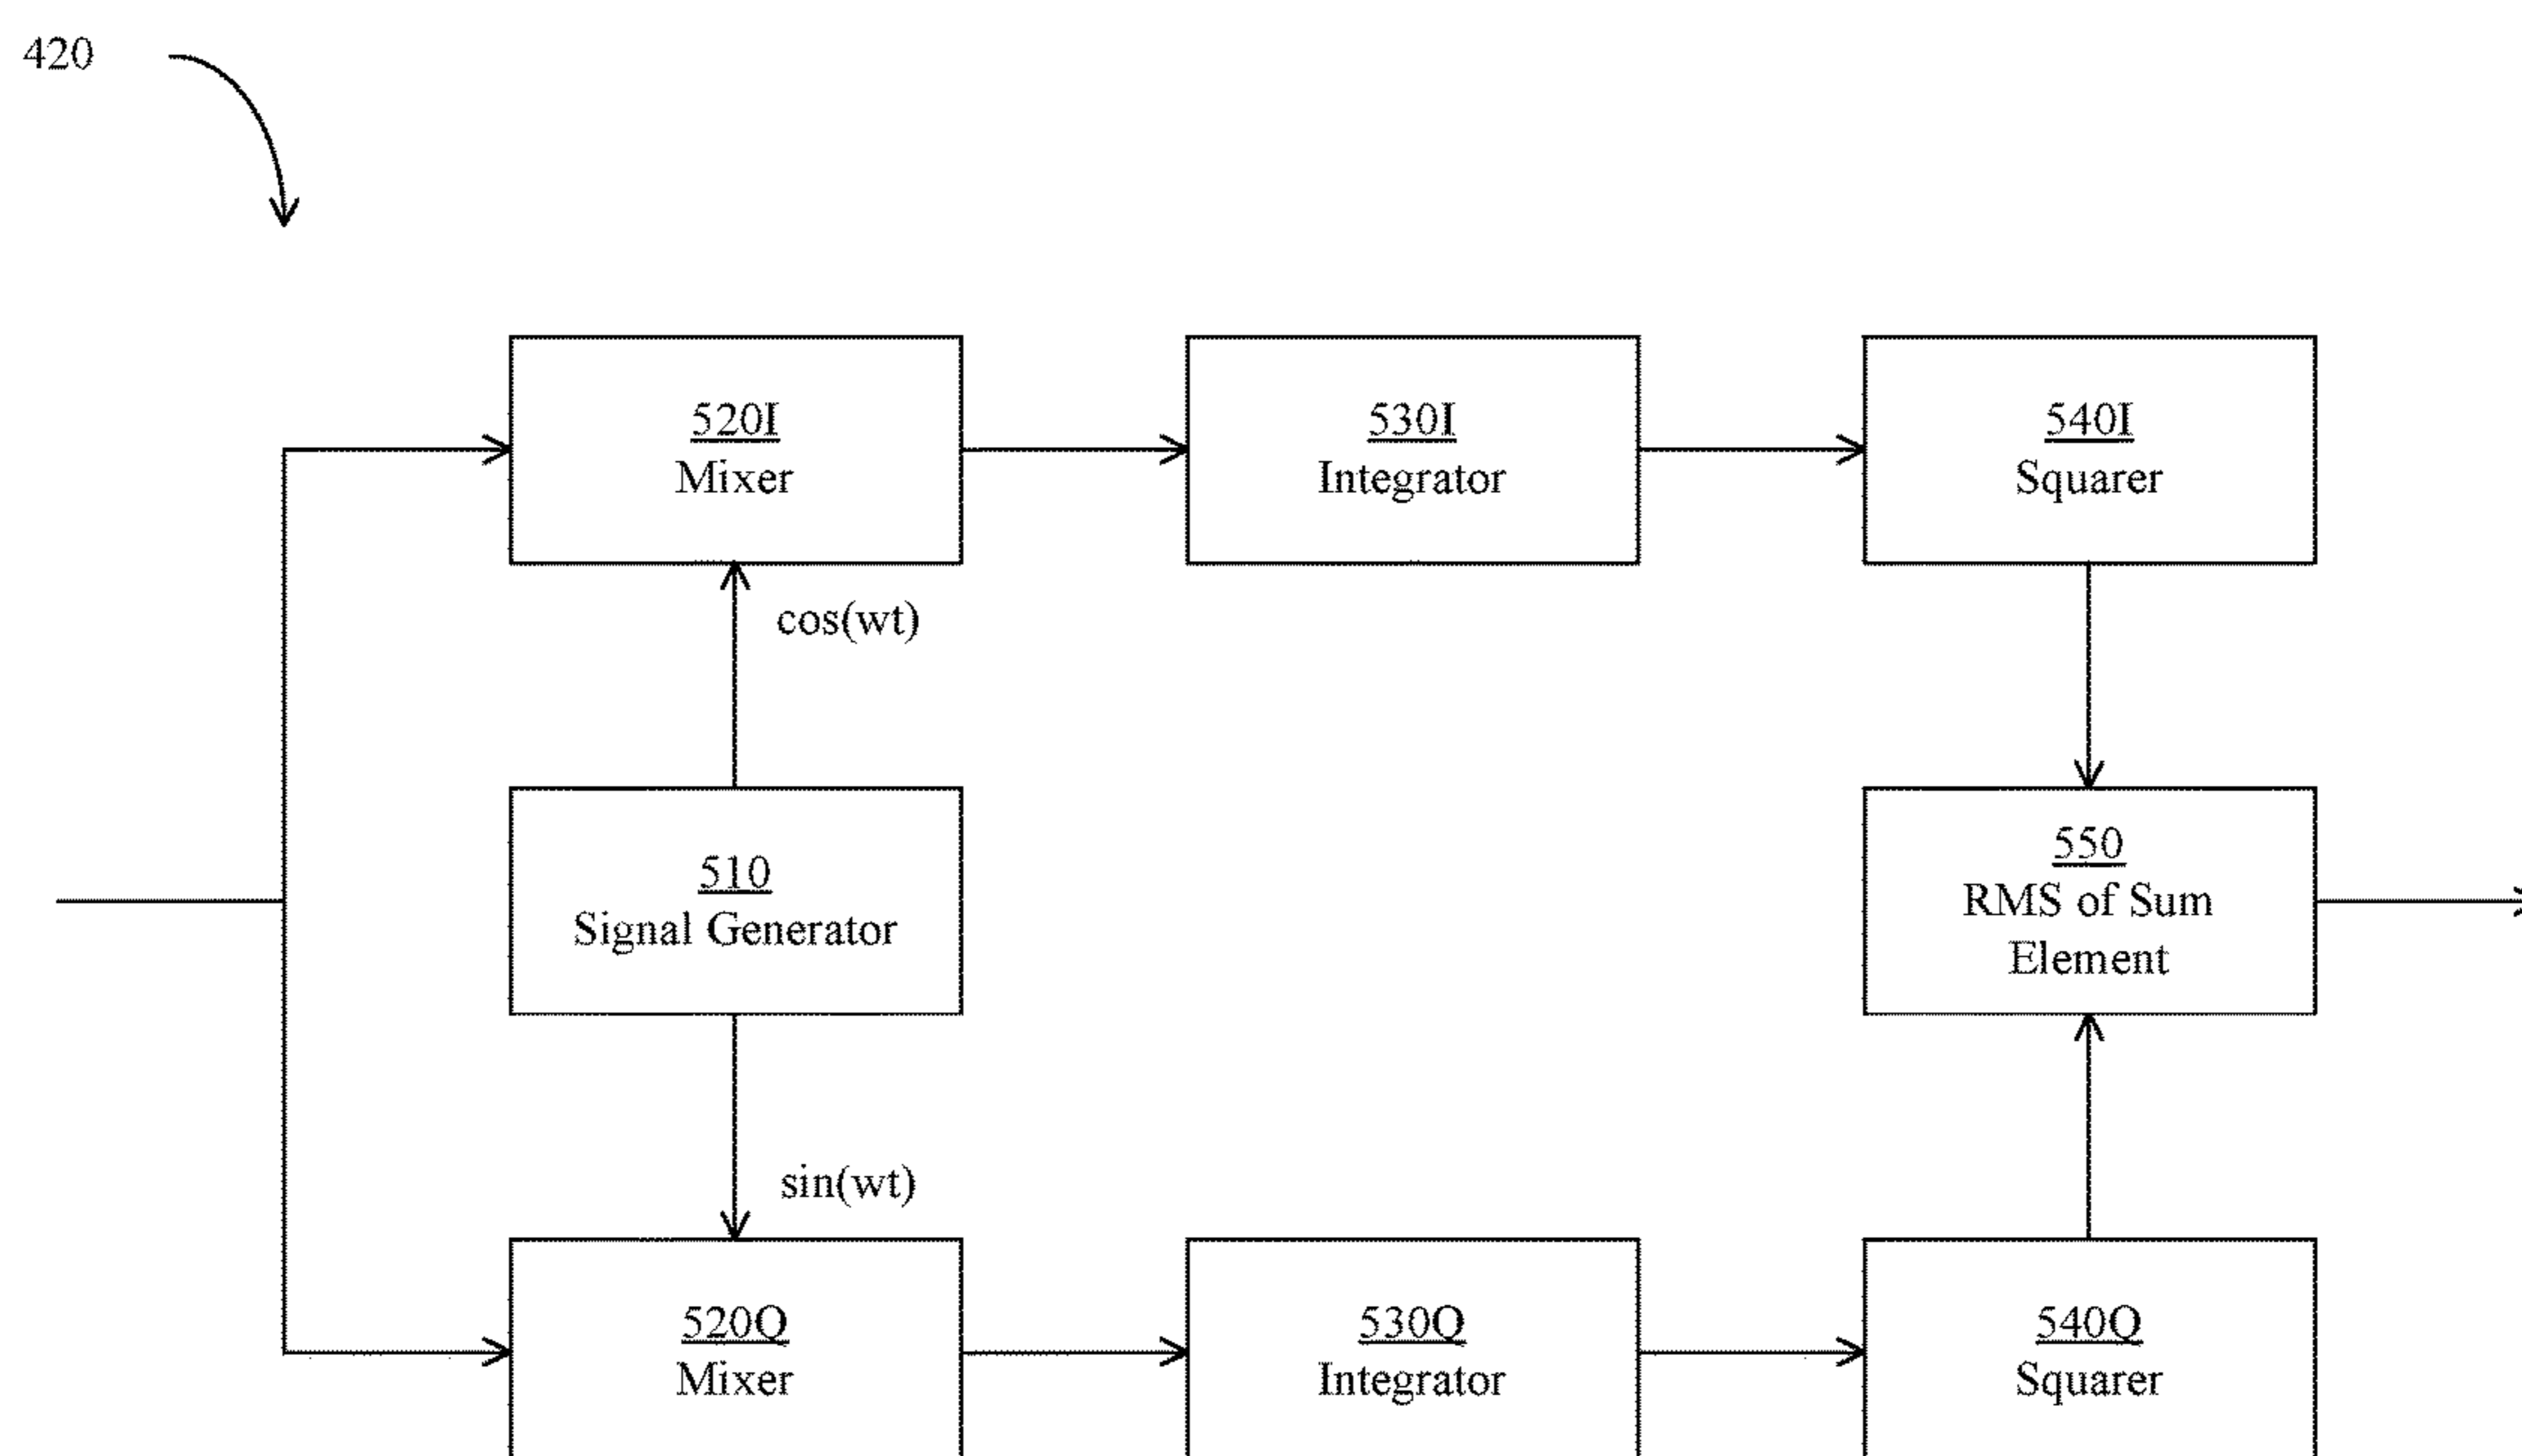 420
520I
Mixer
530I
Integrator
540I
Squarer
cos(wt)
510
Signal Generator
550
RMS of Sum
Element
sin(wt)
520Q
Mixer
530Q
Integrator
540Q
Squarer